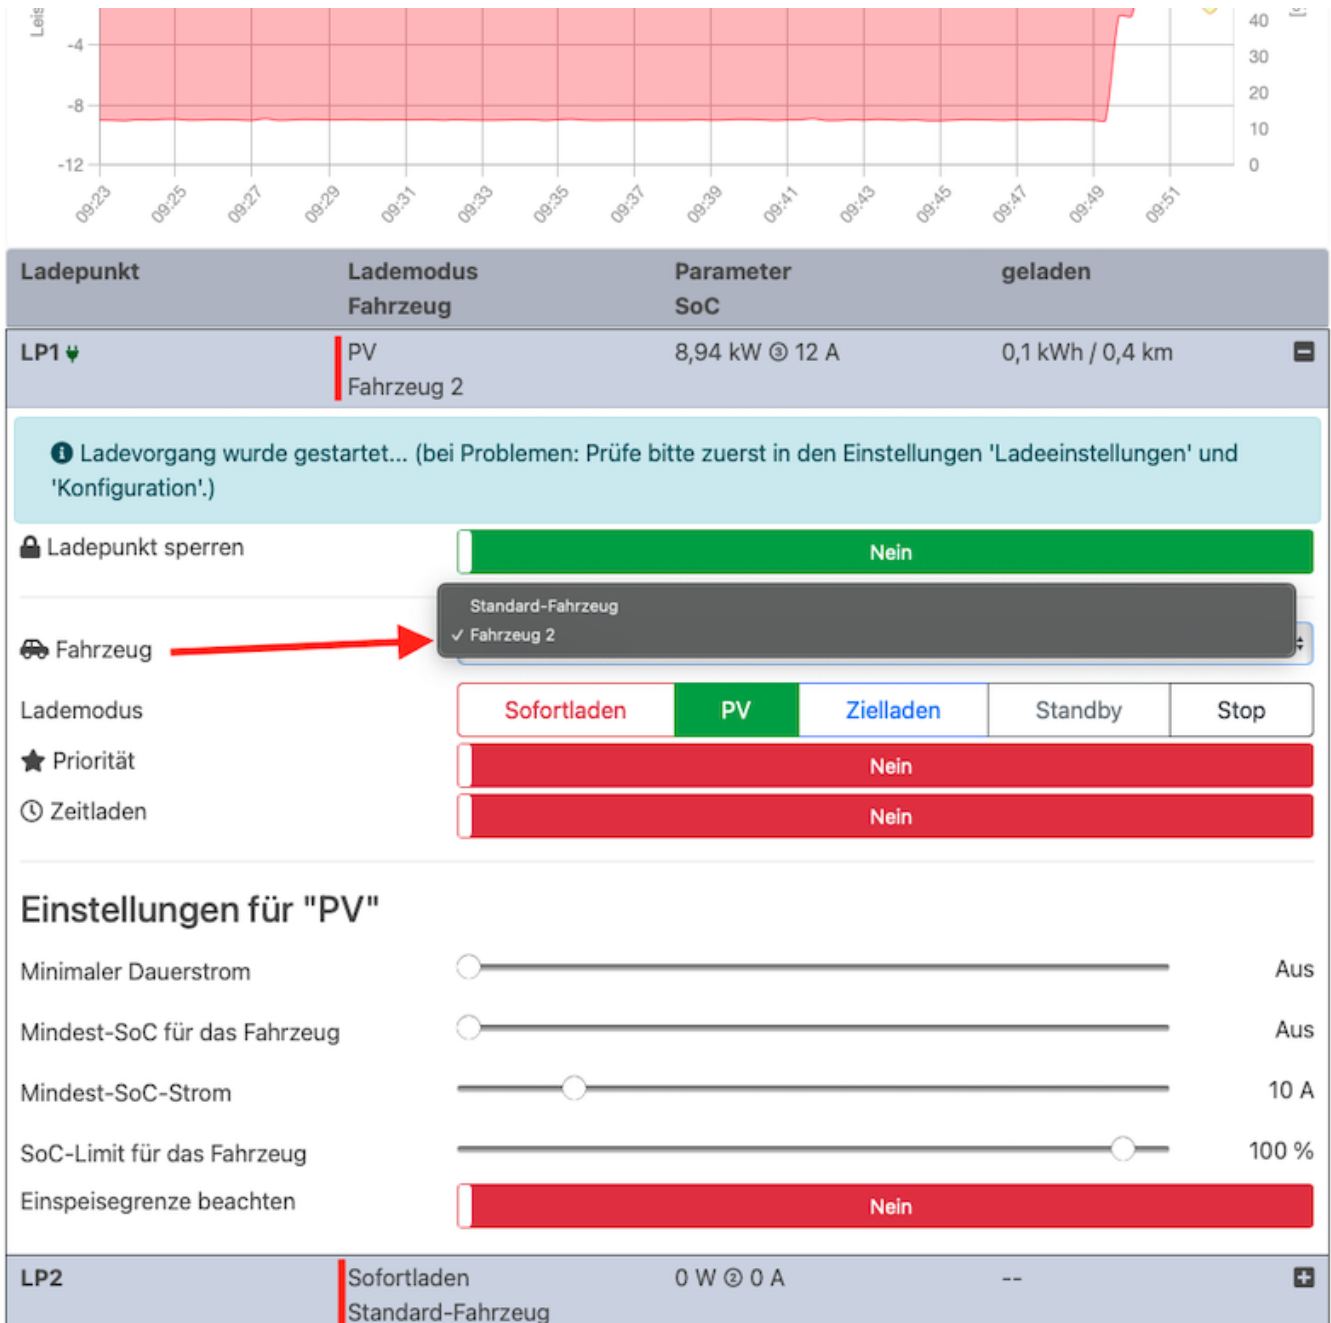 Leis
40
-4
30
20
-8
10
-12
0
09:23 09:25 09:27 09:29 09:31 09:33 09:35 09:37 09:39 09:41 09:43 09:45 09:47 09:49 09:51
Ladepunkt Lademodus Parameter geladen
Fahrzeug SoC
LP1 PV 8,94 kW ③ 12 A 0,1 kWh / 0,4 km
Fahrzeug 2
Ladevorgang wurde gestartet... (bei Problemen: Prüfe bitte zuerst in den Einstellungen 'Ladeeinstellungen' und
'Konfiguration'.)
Ladepunkt sperren Nein
Standard-Fahrzeug
✓ Fahrzeug 2
Fahrzeug
Lademodus Sofortladen PV Zielladen Standby Stop
Priorität Nein
Zeitladen Nein
Einstellungen für "PV"
Minimaler Dauerstrom Aus
Mindest-SoC für das Fahrzeug Aus
Mindest-SoC-Strom 10 A
SoC-Limit für das Fahrzeug 100 %
Einspeisegrenze beachten Nein
LP2 Sofortladen 0 W ② 0 A --
Standard-Fahrzeug